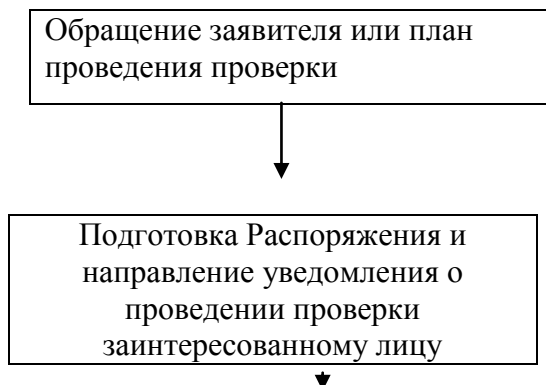 Обращение заявителя или план
проведения проверки
Подготовка Распоряжения и
направление уведомления о
проведении проверки
заинтересованному лицу